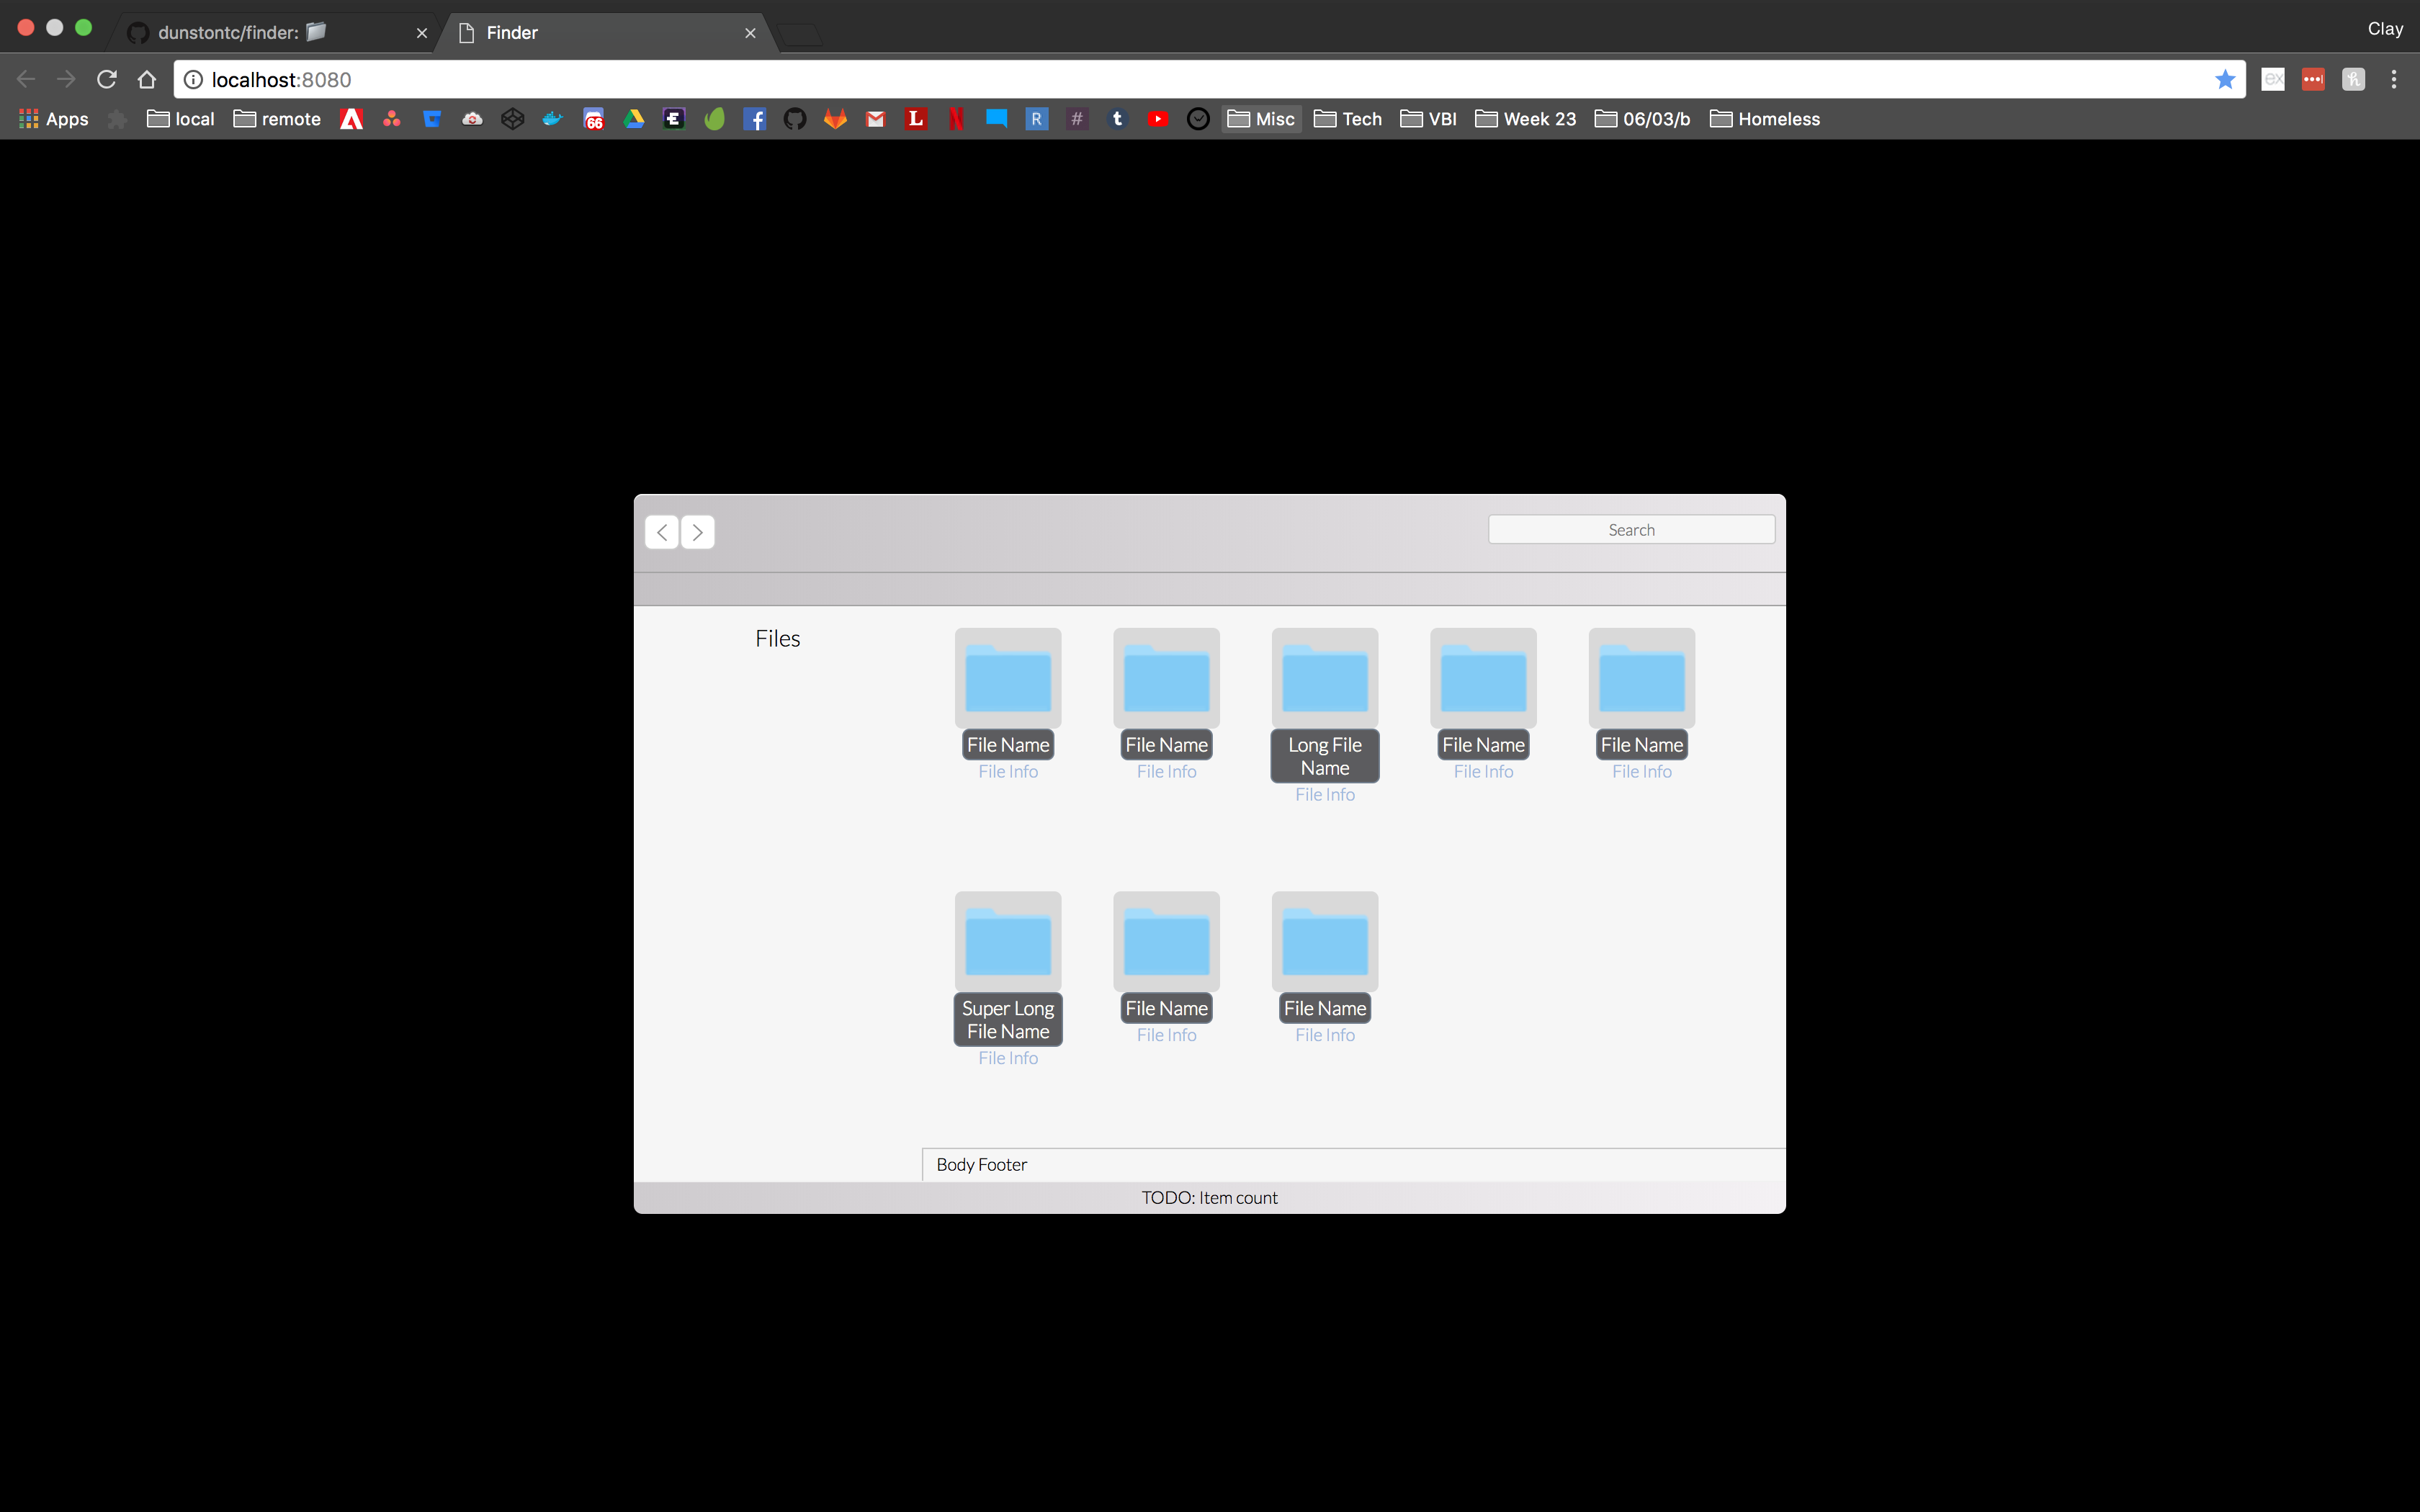 dunstontc/finder:
Finder
Clay
localhost:8080
ex
Apps
local
remote
66
E
f
L
R
#
t
Misc
Tech
VBI
Week 23
06/03/b
Homeless
Search
Files
File Name
File Info
File Name
File Info
Long File
Name
File Info
File Name
File Info
File Name
File Info
Super Long
File Name
File Info
File Name
File Info
File Name
File Info
Body Footer
TODO: Item count